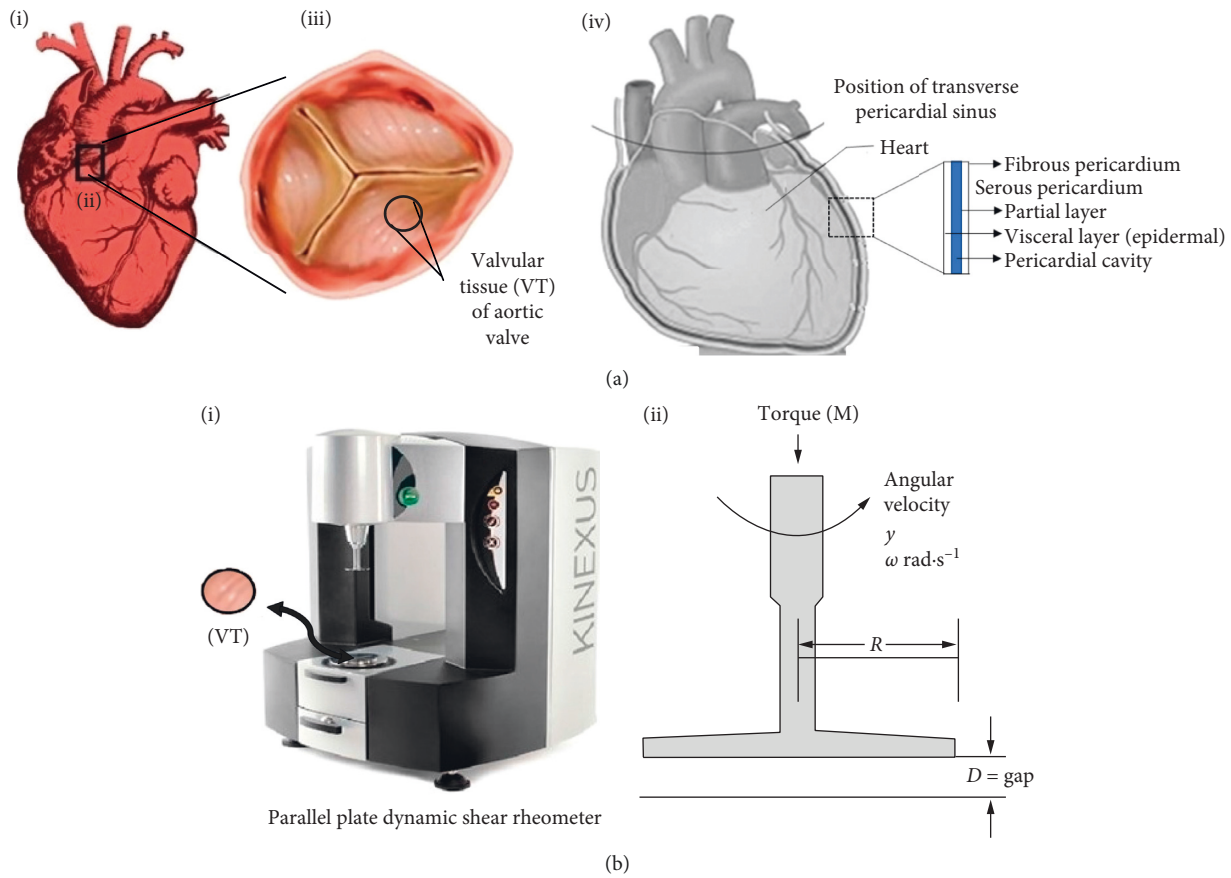 (i)
(ii)
(iii)
Valvular
tissue (VT)
of aortic
valve
(iv)
Position of transverse
pericardial sinus
Heart
Fibrous pericardium
Serous pericardium
Partial layer
Visceral layer (epidermal)
Pericardial cavity
(a)
(i)
(VT)
KINEXUS
Parallel plate dynamic shear rheometer
(ii)
Torque (M)
Angular
velocity
y
ω rad·s⁻¹
R
D = gap
(b)